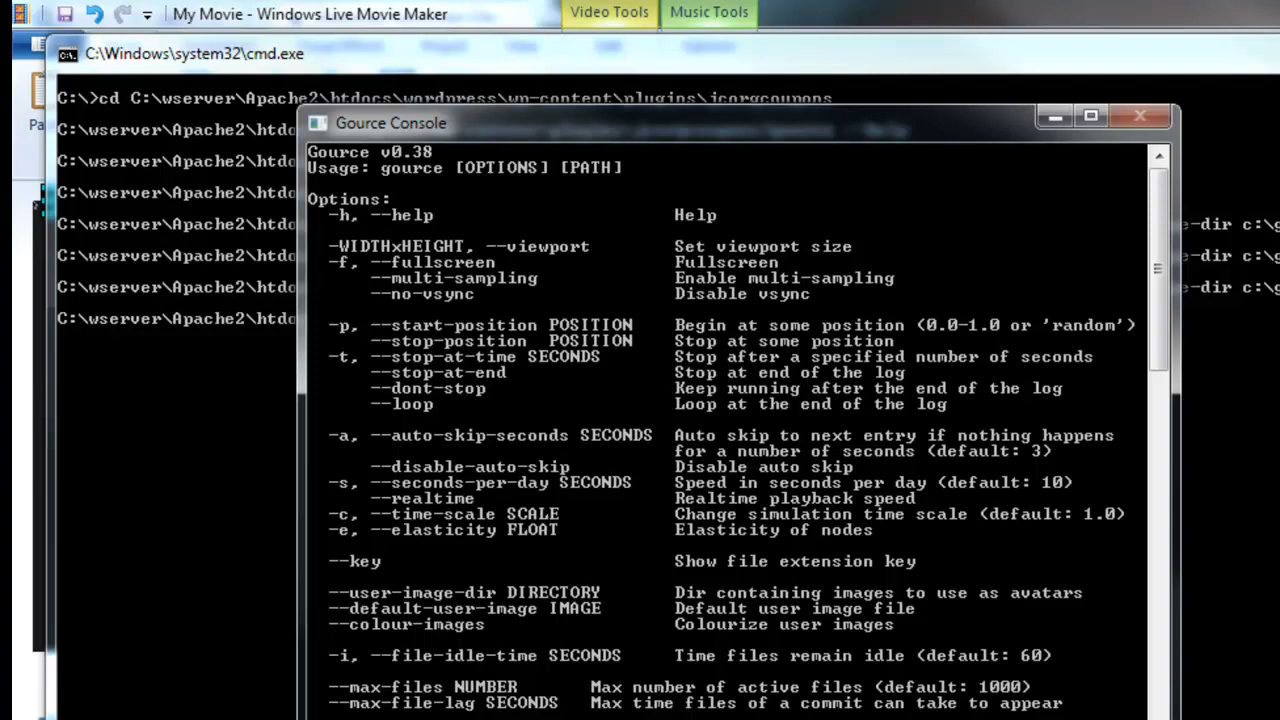 My Movie - Windows Live Movie Maker
Video Tools
Music Tools
C:\Windows\system32\cmd.exe
C:\>cd C:\wserver\Apache2\htdocs\wordpress\wp-content\plugins\jcorgcoupons
C:\wserver\Apache2\htdo
C:\wserver\Apache2\htdo
C:\wserver\Apache2\htdo
C:\wserver\Apache2\htdo
e-dir c:\g
C:\wserver\Apache2\htdo
e-dir c:\g
C:\wserver\Apache2\htdo
e-dir c:\g
C:\wserver\Apache2\htdo
Pa
Gource Console
Gource v0.38
Usage: gource [OPTIONS] [PATH]
Options:
-h, --help Help
-WIDTHxHEIGHT, --viewport Set viewport size
-f, --fullscreen Fullscreen
--multi-sampling Enable multi-sampling
--no-vsync Disable vsync
-p, --start-position POSITION Begin at some position (0.0-1.0 or 'random')
--stop-position POSITION Stop at some position
-t, --stop-at-time SECONDS Stop after a specified number of seconds
--stop-at-end Stop at end of the log
--dont-stop Keep running after the end of the log
--loop Loop at the end of the log
-a, --auto-skip-seconds SECONDS Auto skip to next entry if nothing happens
for a number of seconds (default: 3)
--disable-auto-skip Disable auto skip
-s, --seconds-per-day SECONDS Speed in seconds per day (default: 10)
--realtime Realtime playback speed
-c, --time-scale SCALE Change simulation time scale (default: 1.0)
-e, --elasticity FLOAT Elasticity of nodes
--key Show file extension key
--user-image-dir DIRECTORY Dir containing images to use as avatars
--default-user-image IMAGE Default user image file
--colour-images Colourize user images
-i, --file-idle-time SECONDS Time files remain idle (default: 60)
--max-files NUMBER Max number of active files (default: 1000)
--max-file-lag SECONDS Max time files of a commit can take to appear